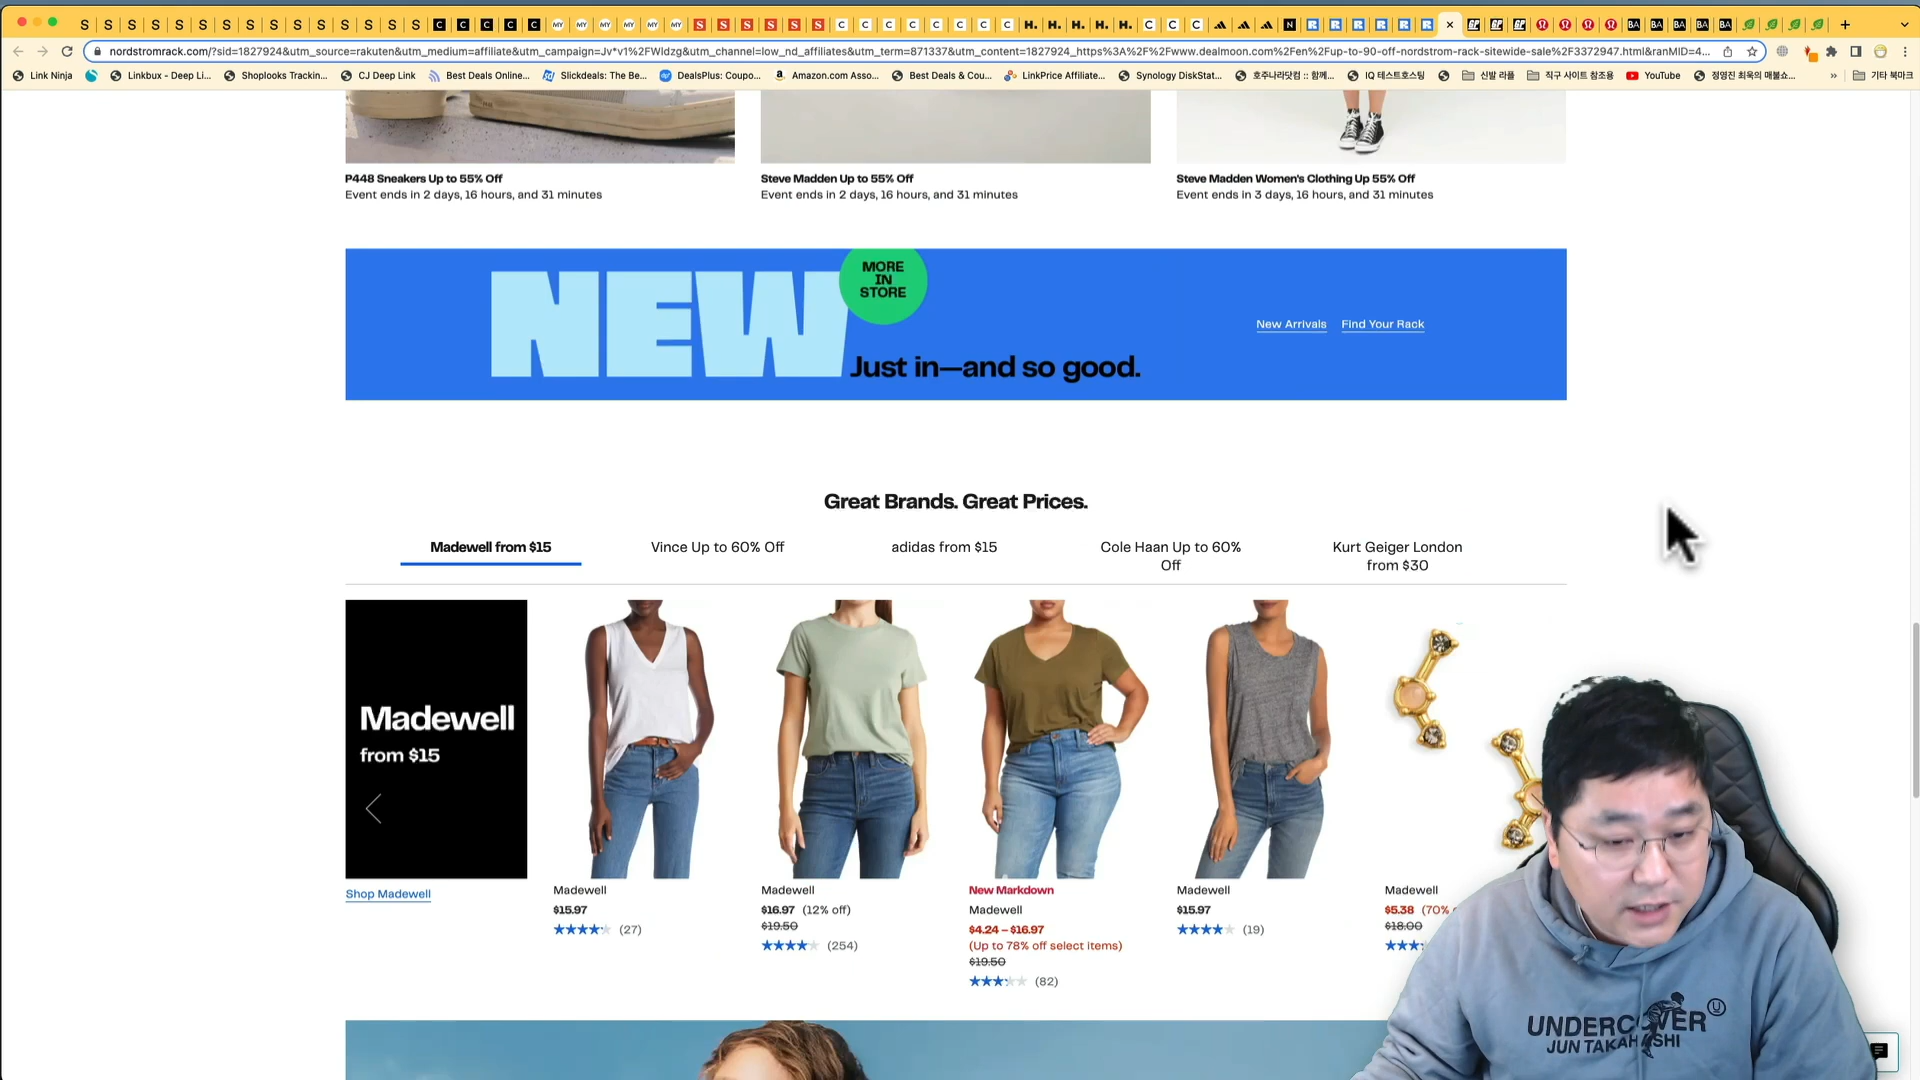 nordstromrack.com/?sid=1827924&utm_source=rakuten&utm_medium=affiliate&utm_campaign=Jv*v1%2FWldzg&utm_channel=low_nd_affiliates&utm_term=871337&utm_content=1827924_https%3A%2F%2Fwww.dealmoon.com%2Fen%2Fup-to-90-off-nordstrom-rack-sitewide-sale%2F3372947.html&ranMID=4...
Link Ninja
Linkbux - Deep Li...
Shoplooks Trackin...
CJ Deep Link
Best Deals Online...
Slickdeals: The Be...
DealsPlus: Coupo...
Amazon.com Asso...
Best Deals & Cou...
LinkPrice Affiliate...
Synology DiskStat...
호주나라닷컴 :: 함께...
IQ 테스트호스팅
신발 라플
직구 사이트 참조용
YouTube
정영진 최욱의 매불쇼...
»
기타 북마크
P448 Sneakers Up to 55% Off
Event ends in 2 days, 16 hours, and 31 minutes
Steve Madden Up to 55% Off
Event ends in 2 days, 16 hours, and 31 minutes
Steve Madden Women's Clothing Up 55% Off
Event ends in 3 days, 16 hours, and 31 minutes
NEW
MORE
IN
STORE
Just in—and so good.
New Arrivals
Find Your Rack
Great Brands. Great Prices.
Madewell from $15
Vince Up to 60% Off
adidas from $15
Cole Haan Up to 60%
Off
Kurt Geiger London
from $30
Madewell
from $15
Shop Madewell
Madewell
$15.97
(27)
Madewell
$16.97 (12% off)
$19.50
(254)
New Markdown
Madewell
$4.24 – $16.97
(Up to 78% off select items)
$19.50
(82)
Madewell
$15.97
(19)
Madewell
$5.38 (70%
$18.00
UNDERCOVER
JUN TAKAHASHI